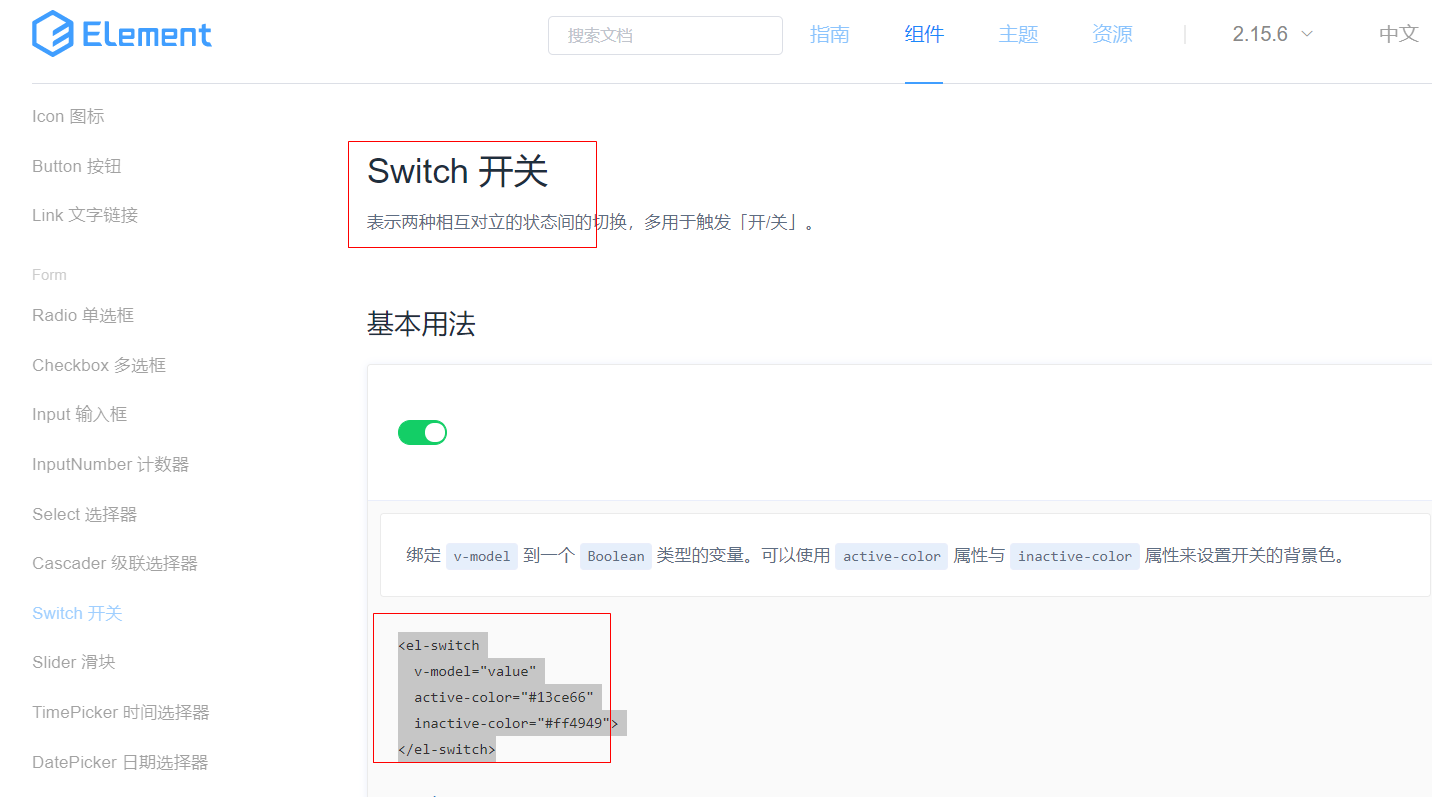 Element
搜索文档
指南
组件
主题
资源
2.15.6
中文
Icon 图标
Button 按钮
Link 文字链接
Form
Radio 单选框
Checkbox 多选框
Input 输入框
InputNumber 计数器
Select 选择器
Cascader 级联选择器
Switch 开关
Slider 滑块
TimePicker 时间选择器
DatePicker 日期选择器
Switch 开关
表示两种相互对立的状态间的切换，多用于触发「开/关」。
基本用法
绑定 v-model 到一个 Boolean 类型的变量。可以使用 active-color 属性与 inactive-color 属性来设置开关的背景色。
<el-switch
v-model="value"
active-color="#13ce66"
inactive-color="#ff4949">
</el-switch>